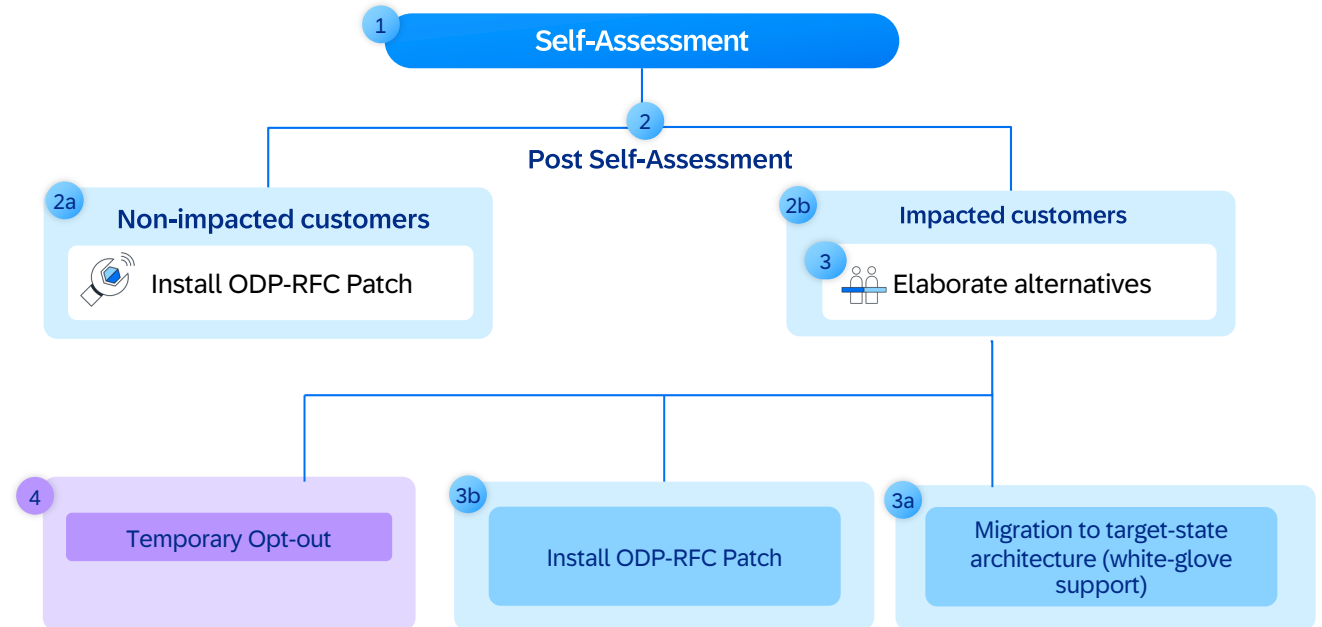 1
Self-Assessment
2
Post Self-Assessment
2a
Non-impacted customers
Install ODP-RFC Patch
2b
Impacted customers
3
Elaborate alternatives
4
Temporary Opt-out
3b
Install ODP-RFC Patch
3a
Migration to target-state
architecture (white-glove
support)